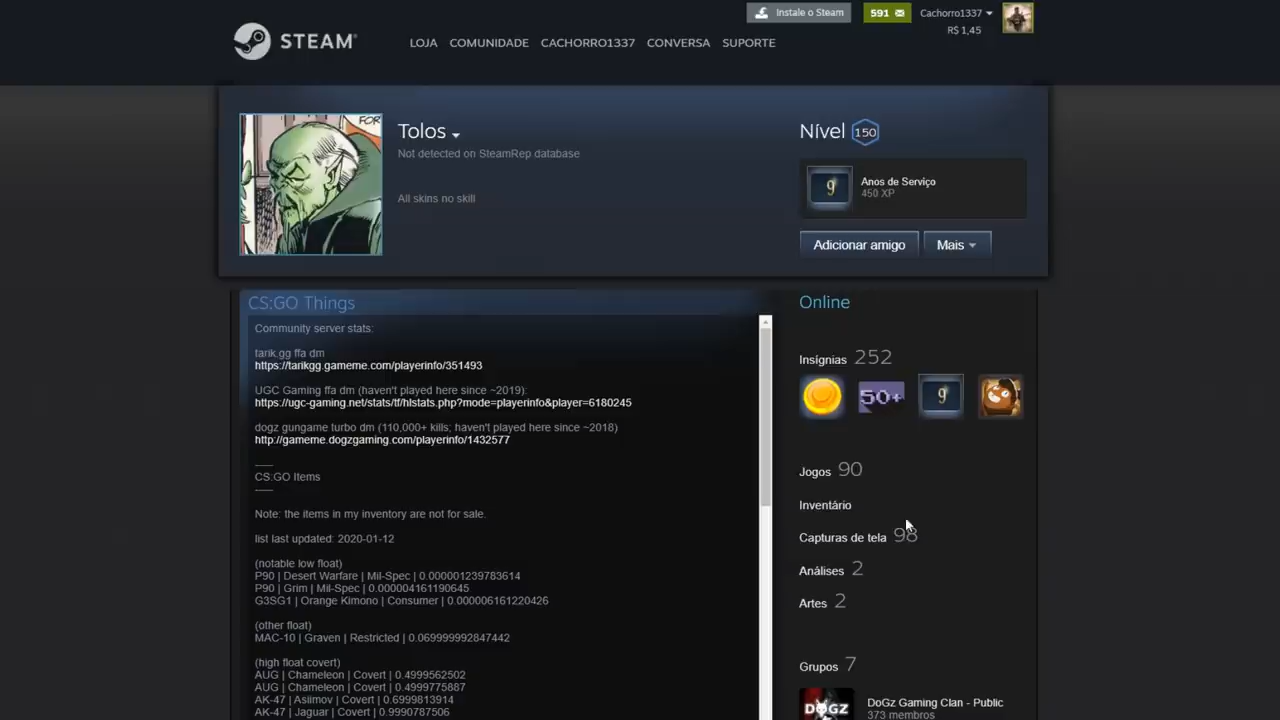 Instale o Steam
591
Cachorro1337
R$ 1,45
STEAM
LOJA COMUNIDADE CACHORRO1337 CONVERSA SUPORTE
FOR
Tolos
Not detected on SteamRep database
All skins no skill
Nível 150
9
Anos de Serviço
450 XP
Adicionar amigo
Mais
CS:GO Things
Community server stats:
tarik.gg ffa dm
https://tarikgg.gameme.com/playerinfo/351493
UGC Gaming ffa dm (haven't played here since ~2019):
https://ugc-gaming.net/stats/tf/hlstats.php?mode=playerinfo&player=6180245
dogz gungame turbo dm (110,000+ kills; haven't played here since ~2018)
http://gameme.dogzgaming.com/playerinfo/1432577
-----
CS:GO Items
-----
Note: the items in my inventory are not for sale.
list last updated: 2020-01-12
(notable low float)
P90 | Desert Warfare | Mil-Spec | 0.000001239783614
P90 | Grim | Mil-Spec | 0.000004161190645
G3SG1 | Orange Kimono | Consumer | 0.000006161220426
(other float)
MAC-10 | Graven | Restricted | 0.069999992847442
(high float covert)
AUG | Chameleon | Covert | 0.4999562502
AUG | Chameleon | Covert | 0.4999775887
AK-47 | Asiimov | Covert | 0.6999813914
AK-47 | Jaguar | Covert | 0.9990787506
Online
Insígnias 252
50+
9
Jogos 90
Inventário
Capturas de tela 98
Análises 2
Artes 2
Grupos 7
DOGZ
DoGz Gaming Clan - Public
373 membros